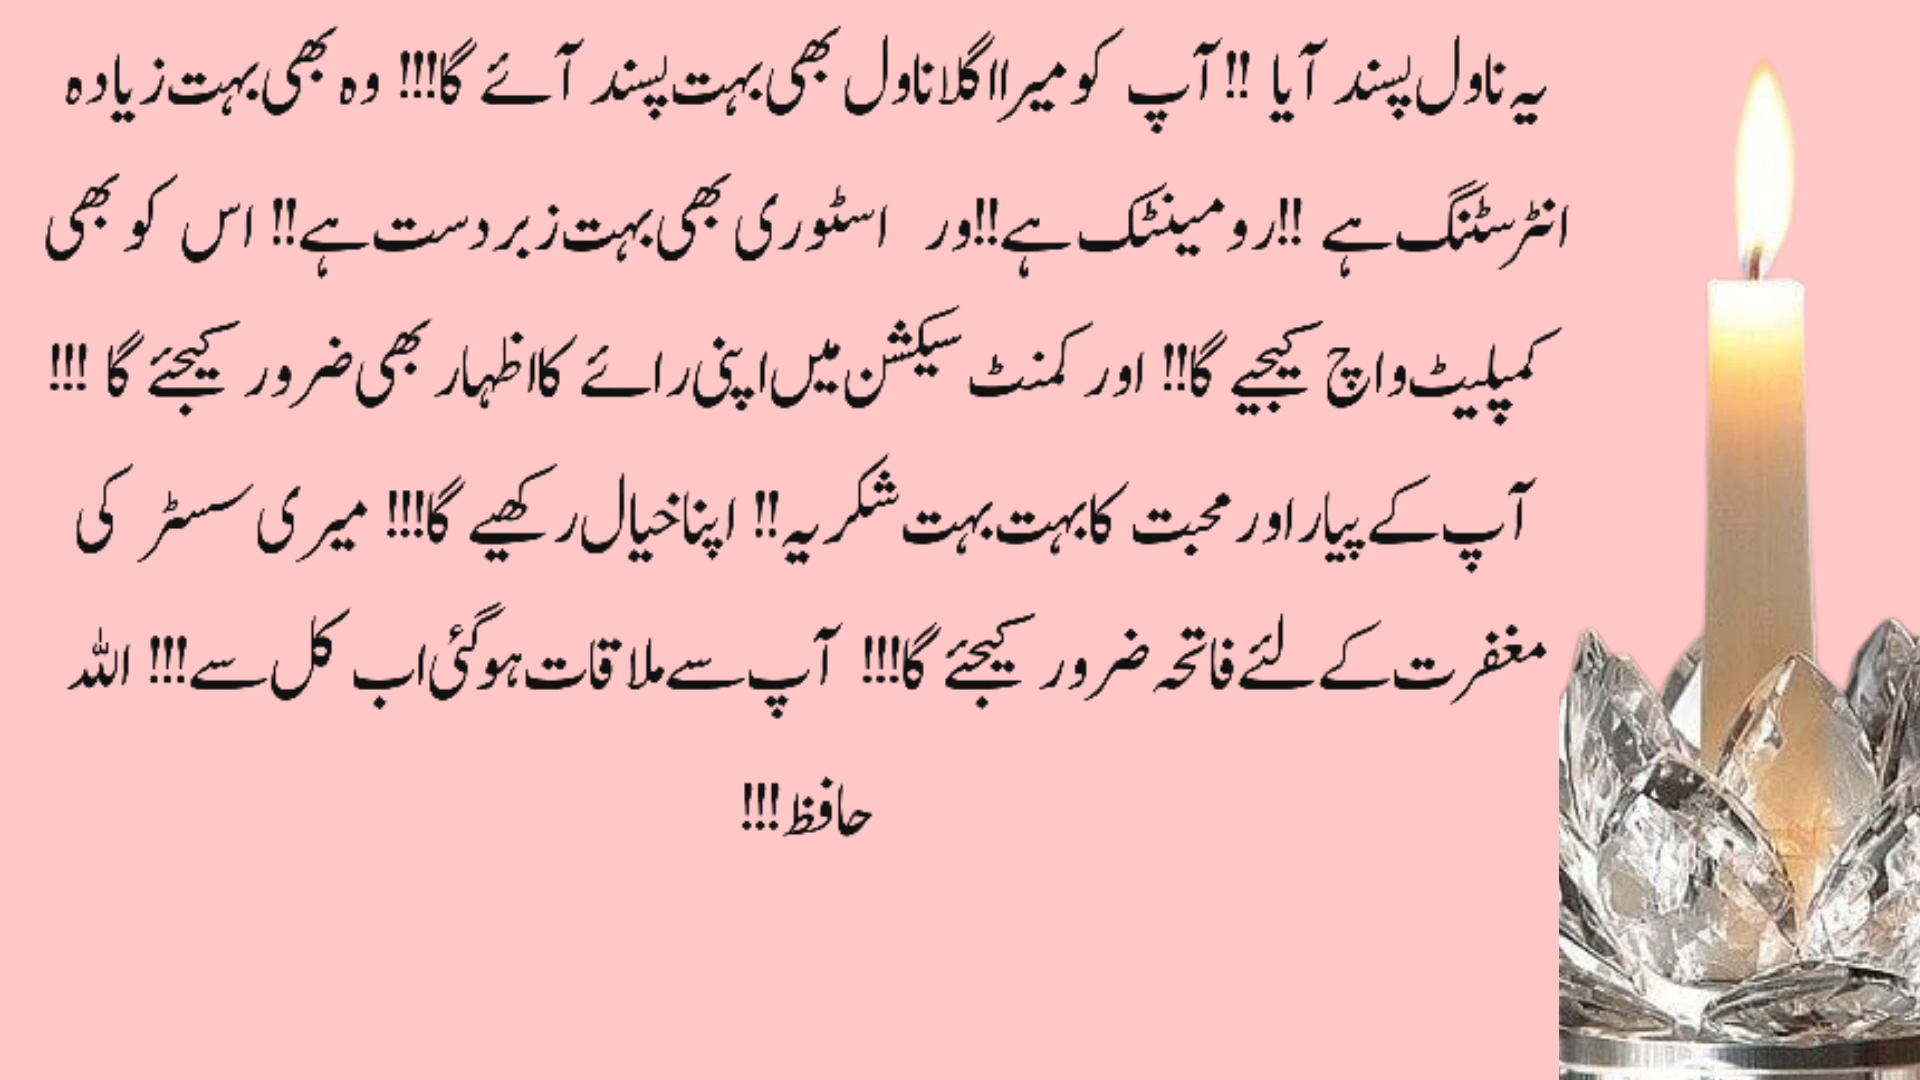 یہ ناول پسند آیا !! آپ کو میرا اگلا ناول بھی بہت پسند آئے گا!!! وہ بھی بہت زیادہ
انٹرسٹنگ ہے !!رومینٹک ہے!!ور اسٹوری بھی بہت زبردست ہے!! اس کو بھی
کمپلیٹ واچ کیجیے گا!! اور کمنٹ سیکشن میں اپنی رائے کا اظہار بھی ضرور کیجئے گا !!!
آپ کے پیار اور محبت کا بہت بہت شکریہ!! اپنا خیال رکھیے گا!!! میری سسٹر کی
مغفرت کے لئے فاتحہ ضرور کیجئے گا!!! آپ سے ملاقات ہوگئی اب کل سے!!! اللہ
حافظ!!!